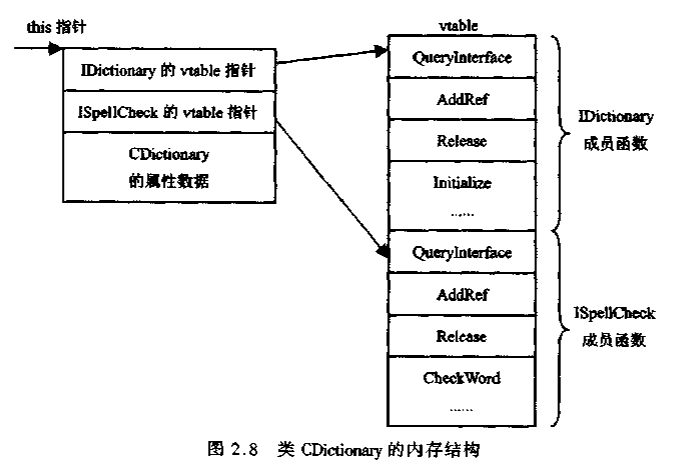 this 指针
IDictionary 的 vtable 指针
ISpellCheck 的 vtable 指针
CDictionary
的属性数据
vtable
QueryInterface
AddRef
Release
Initialize
……
QueryInterface
AddRef
Release
CheckWord
……
IDictionary
成员函数
ISpellCheck
成员函数
图 2.8 类 CDictionary 的内存结构